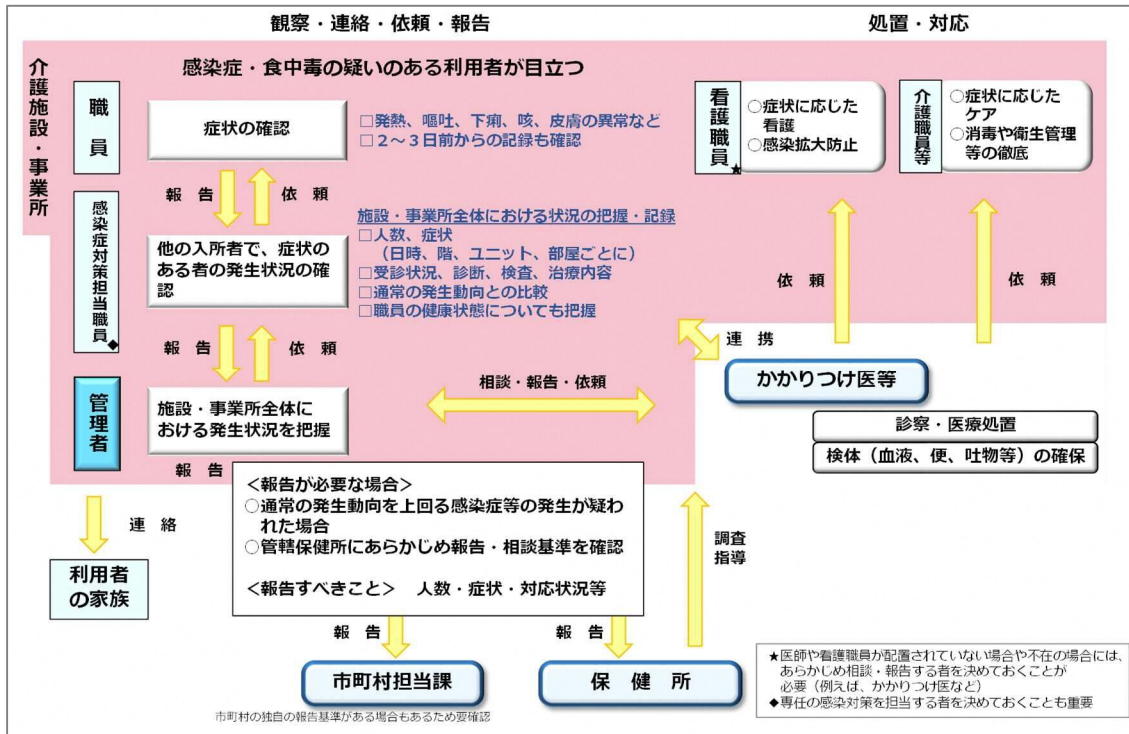 観察・連絡・依頼・報告
処置・対応
介護施設・事業所
感染症・食中毒の疑いのある利用者が目立つ
職員
症状の確認
□発熱、嘔吐、下痢、咳、皮膚の異常など
□２～３日前からの記録も確認
報告
依頼
感染症対策担当職員◆
他の入所者で、症状の
ある者の発生状況の確
認
施設・事業所全体における状況の把握・記録
□人数、症状
（日時、階、ユニット、部屋ごとに）
□受診状況、診断、検査、治療内容
□通常の発生動向との比較
□職員の健康状態についても把握
報告
依頼
管理者
施設・事業所全体に
おける発生状況を把握
相談・報告・依頼
看護職員★
○症状に応じた
看護
○感染拡大防止
介護職員等
○症状に応じた
ケア
○消毒や衛生管理
等の徹底
依頼
依頼
連携
かかりつけ医等
診察・医療処置
検体（血液、便、吐物等）の確保
報告
＜報告が必要な場合＞
○通常の発生動向を上回る感染症等の発生が疑わ
れた場合
○管轄保健所にあらかじめ報告・相談基準を確認
＜報告すべきこと＞　人数・症状・対応状況等
連絡
利用者
の家族
調査
指導
報告
報告
市町村担当課
保健所
市町村の独自の報告基準がある場合もあるため要確認
★医師や看護職員が配置されていない場合や不在の場合には、
あらかじめ相談・報告する者を決めておくことが
必要（例えば、かかりつけ医など）
◆専任の感染対策を担当する者を決めておくことも重要